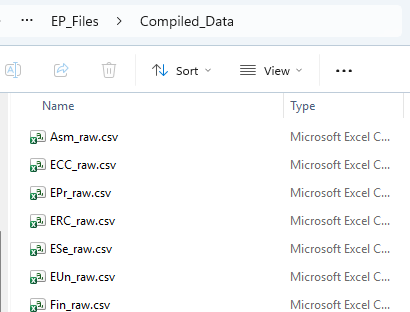 ... EP_Files > Compiled_Data
Sort View ...
Name Type
Asm_raw.csv Microsoft Excel C...
ECC_raw.csv Microsoft Excel C...
EPr_raw.csv Microsoft Excel C...
ERC_raw.csv Microsoft Excel C...
ESe_raw.csv Microsoft Excel C...
EUn_raw.csv Microsoft Excel C...
Fin_raw.csv Microsoft Excel C...